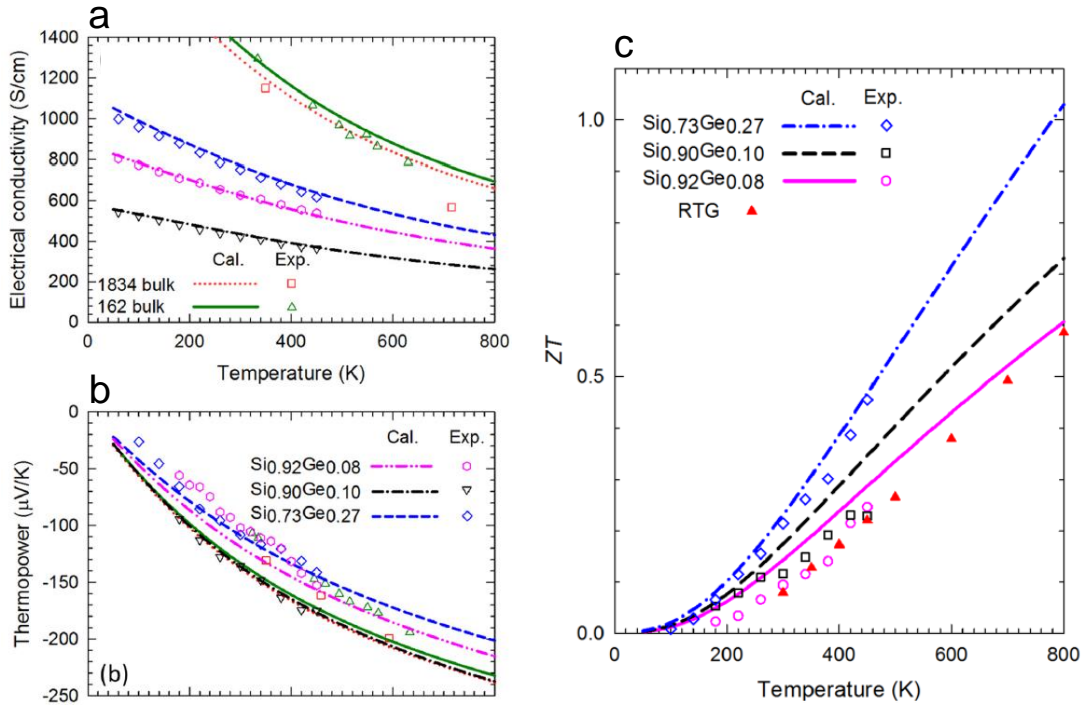 a
1400
1200
1000
800
600
400
200
0
Electrical conductivity (S/cm)
Cal. Exp.
1834 bulk
162 bulk
0 200 400 600 800
Temperature (K)
b
0
-50
-100
-150
-200
-250
Thermopower (μV/K)
Cal. Exp.
Si0.92Ge0.08
Si0.90Ge0.10
Si0.73Ge0.27
(b)
c
1.0
0.5
0.0
ZT
Cal. Exp.
Si0.73Ge0.27
Si0.90Ge0.10
Si0.92Ge0.08
RTG
0 200 400 600 800
Temperature (K)